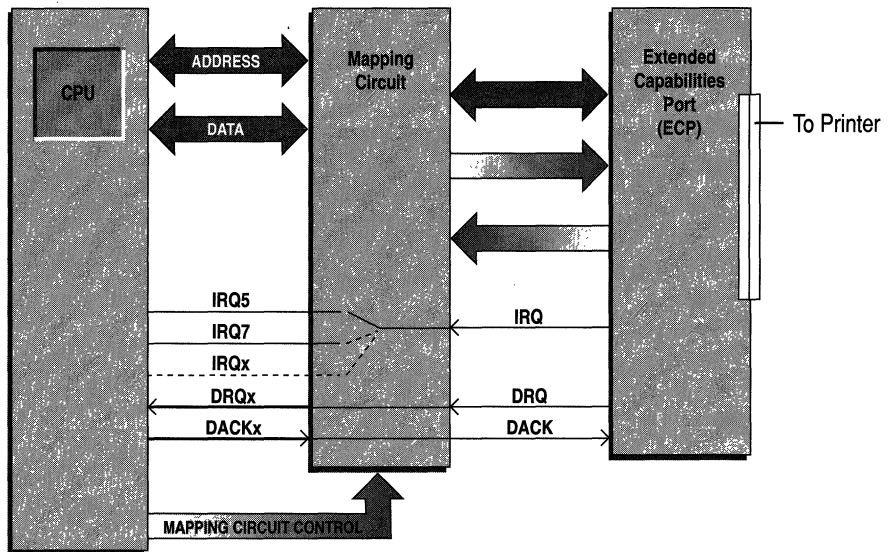 CPU
ADDRESS
DATA
Mapping
Circuit
Extended
Capabilities
Port
(ECP)
To Printer
IRQ5
IRQ7
IRQx
DRQx
DACKx
IRQ
DRQ
DACK
MAPPING CIRCUIT CONTROL